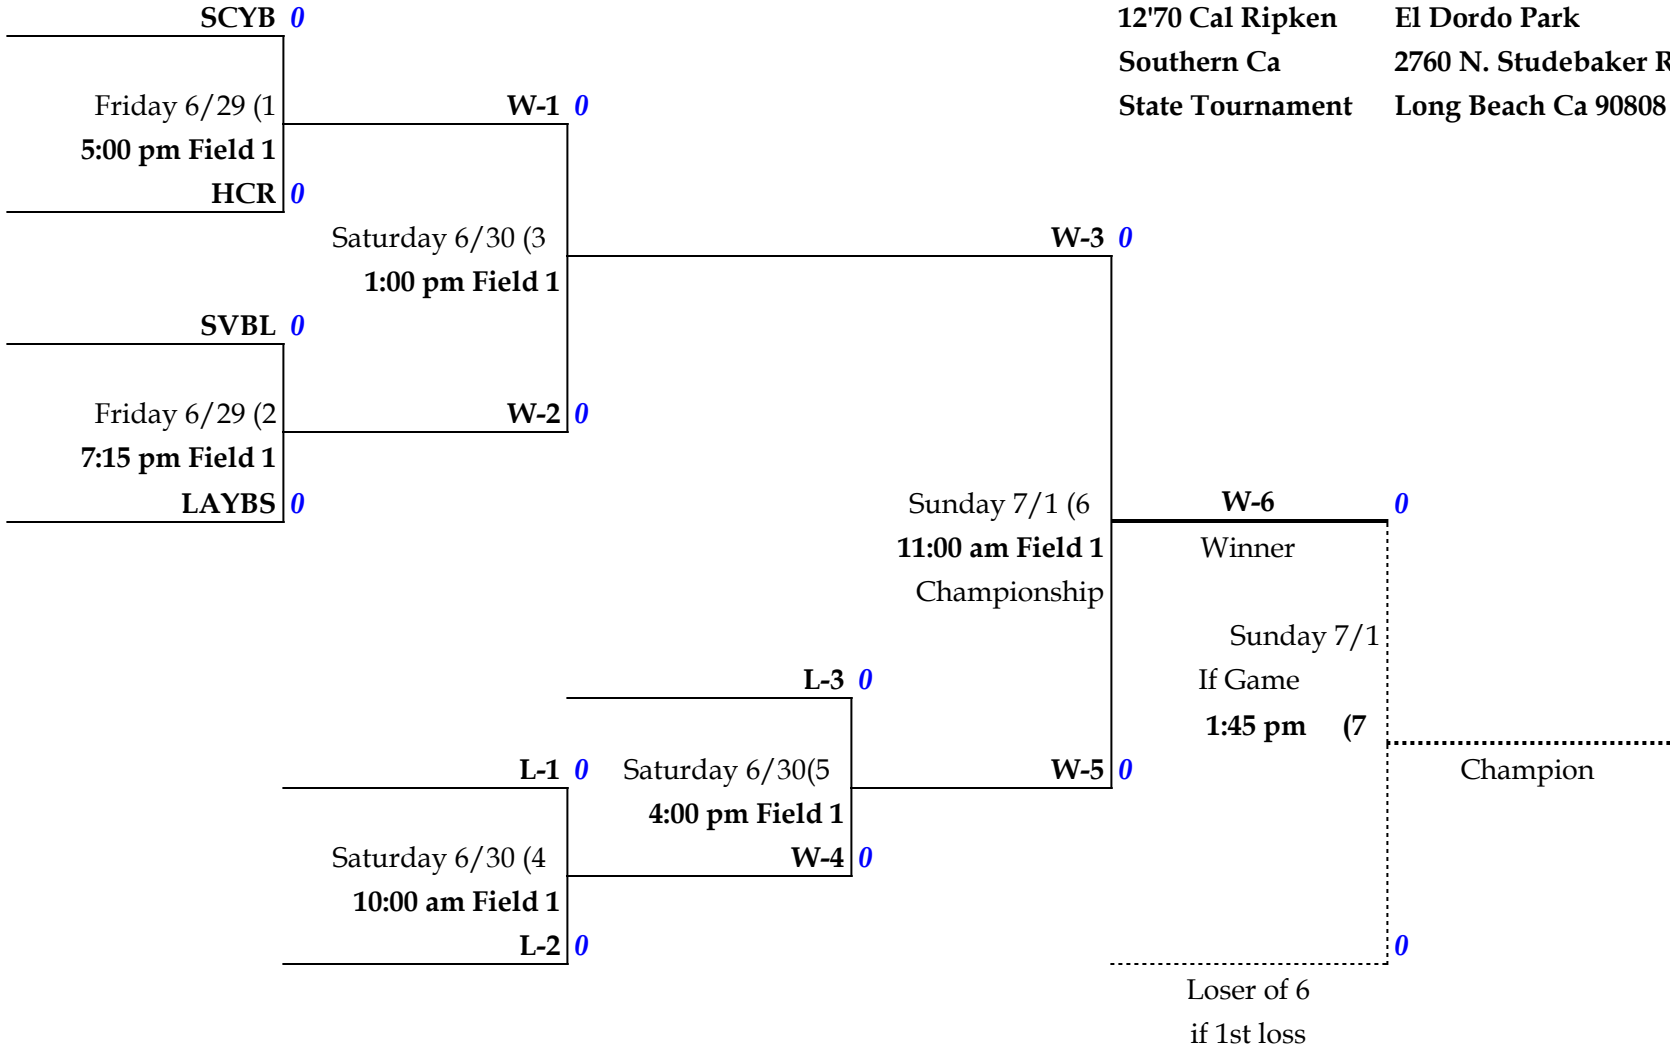 SCYB 0
12'70 Cal Ripken El Dordo Park
Southern Ca 2760 N. Studebaker R
State Tournament Long Beach Ca 90808
Friday 6/29 (1
5:00 pm Field 1
HCR 0
W-1 0
Saturday 6/30 (3
1:00 pm Field 1
W-3 0
SVBL 0
Friday 6/29 (2
7:15 pm Field 1
LAYBS 0
W-2 0
Sunday 7/1 (6
11:00 am Field 1
Championship
W-6 0
Winner
Sunday 7/1
If Game
1:45 pm (7
Champion
L-3 0
L-1 0
Saturday 6/30(5
4:00 pm Field 1
W-5 0
W-4 0
Saturday 6/30 (4
10:00 am Field 1
L-2 0
0
Loser of 6
if 1st loss